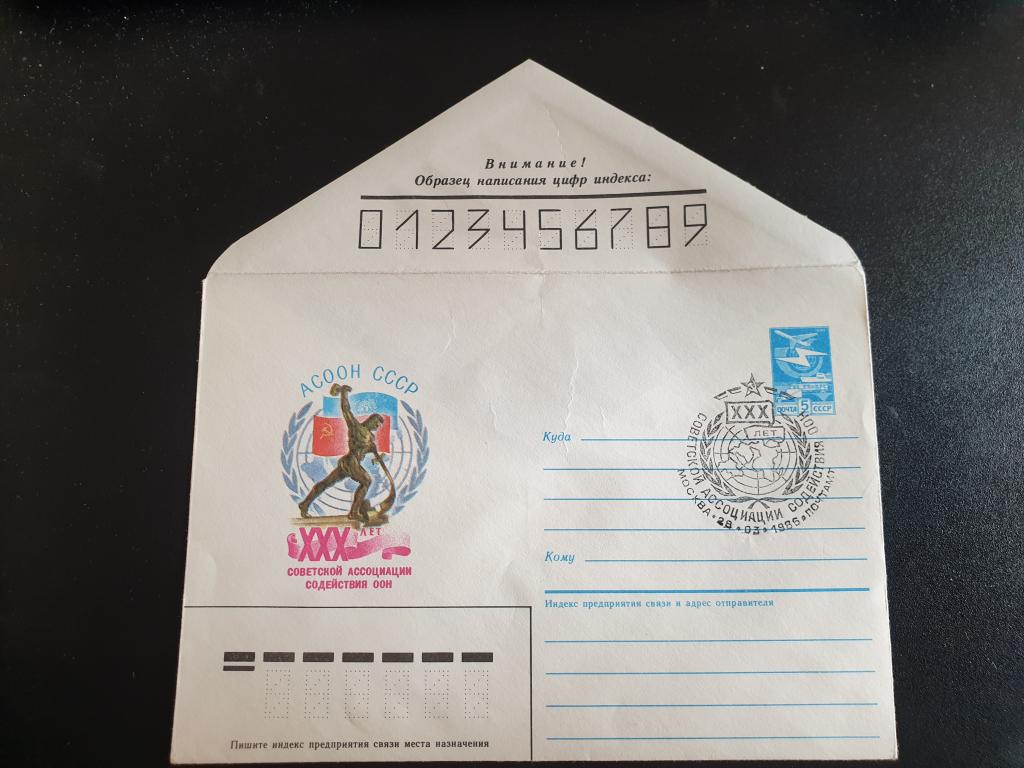 Внимание!
Образец написания цифр индекса:
0123456789
АСООН СССР
XXX ЛЕТ
СОВЕТСКОЙ АССОЦИАЦИИ
СОДЕЙСТВИЯ ООН
ПОЧТА 5 СССР
XXX
ЛЕТ
СОВЕТСКОЙ АССОЦИАЦИИ СОДЕЙСТВИЯ ООН
МОСКВА • 28 • 03 • 1986 • ПОЧТАМТ
Куда
Кому
Индекс предприятия связи и адрес отправителя
Пишите индекс предприятия связи места назначения